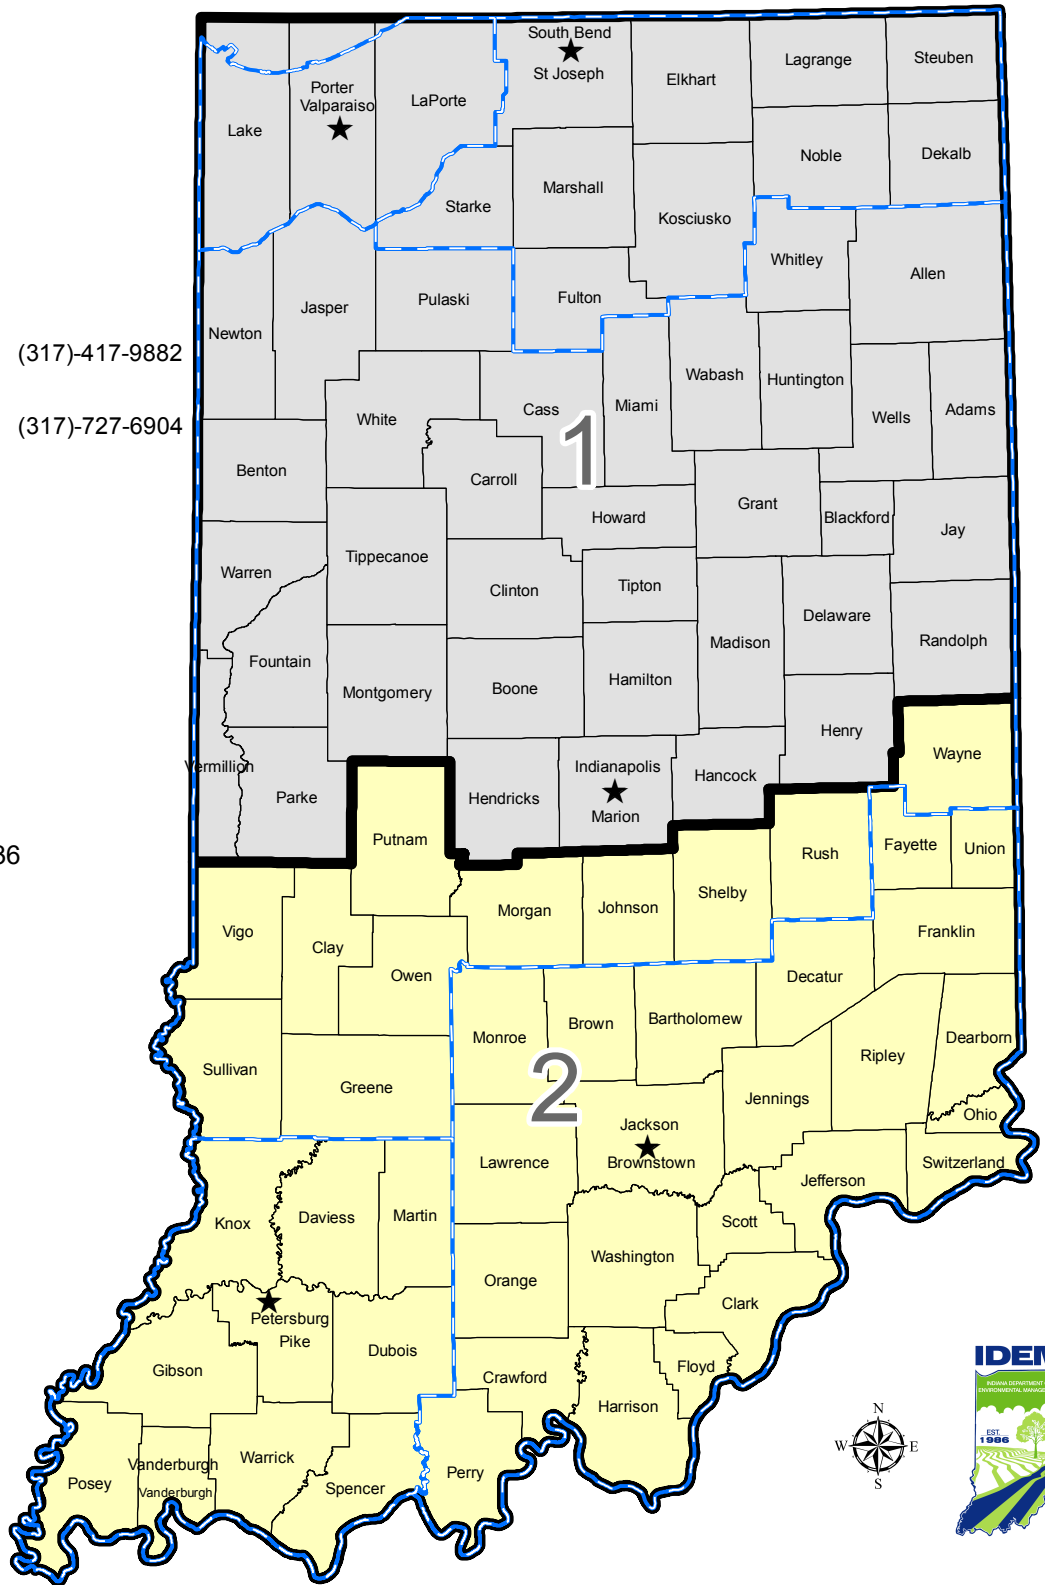 South Bend
St Joseph
Elkhart
Lagrange
Steuben
Porter
Valparaiso
LaPorte
Lake
Noble
Dekalb
Marshall
Starke
Kosciusko
Whitley
Allen
Jasper
Pulaski
Fulton
Newton
(317)-417-9882
Wabash
Huntington
Miami
Cass
White
Wells
Adams
(317)-727-6904
1
Benton
Carroll
Grant
Howard
Blackford
Jay
Tippecanoe
Warren
Clinton
Tipton
Delaware
Madison
Randolph
Fountain
Montgomery
Boone
Hamilton
Henry
Wayne
Vermillion
Parke
Hendricks
Indianapolis
Marion
Hancock
Putnam
36
Rush
Fayette
Union
Shelby
Morgan
Johnson
Vigo
Clay
Franklin
Owen
Decatur
Monroe
Brown
Bartholomew
Dearborn
Ripley
Sullivan
Greene
2
Jennings
Ohio
Jackson
Brownstown
Lawrence
Switzerland
Jefferson
Knox
Daviess
Martin
Scott
Washington
Orange
Clark
Petersburg
Pike
Dubois
Gibson
Crawford
Floyd
Harrison
Perry
Posey
Vanderburgh
Vanderburgh
Warrick
Spencer
N
W E
S
IDEM
INDIANA DEPARTMENT
ENVIRONMENTAL MANAGE
EST.
1986